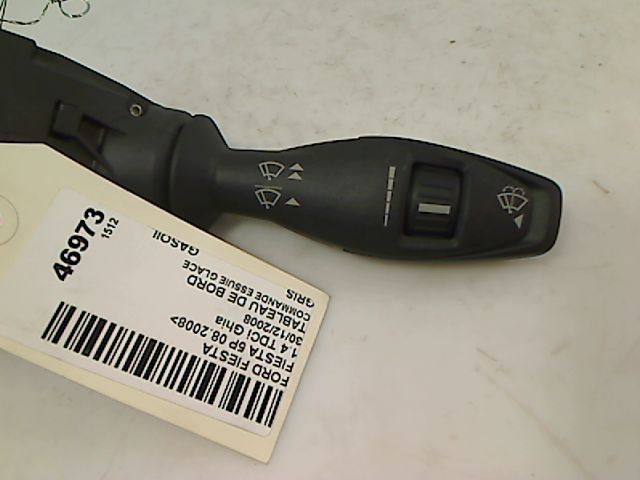 FORD FIESTA
FIESTA 5P 08.2008>
1.4 TDCi Ghia
30/12/2008
TABLEAU DE BORD
COMMANDE ESSUIE GLACE
GRIS
GASOIL
46973
1512